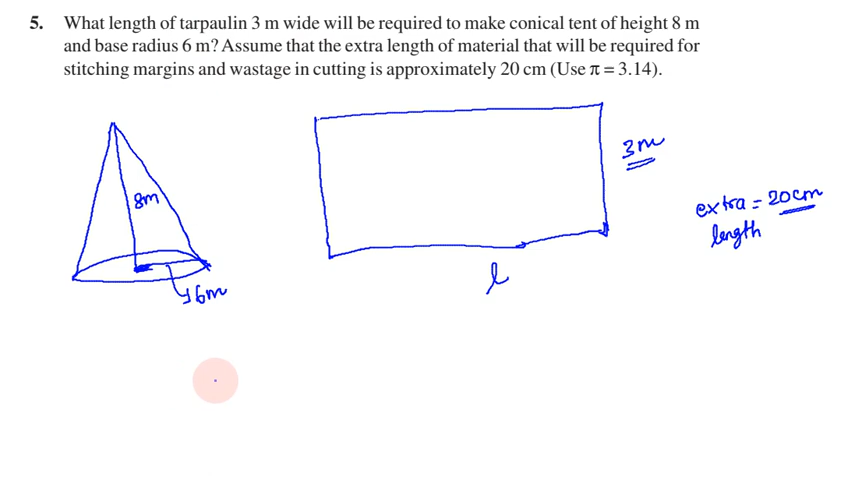 5. What length of tarpaulin 3 m wide will be required to make conical tent of height 8 m
and base radius 6 m? Assume that the extra length of material that will be required for
stitching margins and wastage in cutting is approximately 20 cm (Use π = 3.14).
3m
8m
extra = 20cm
length
l
6m